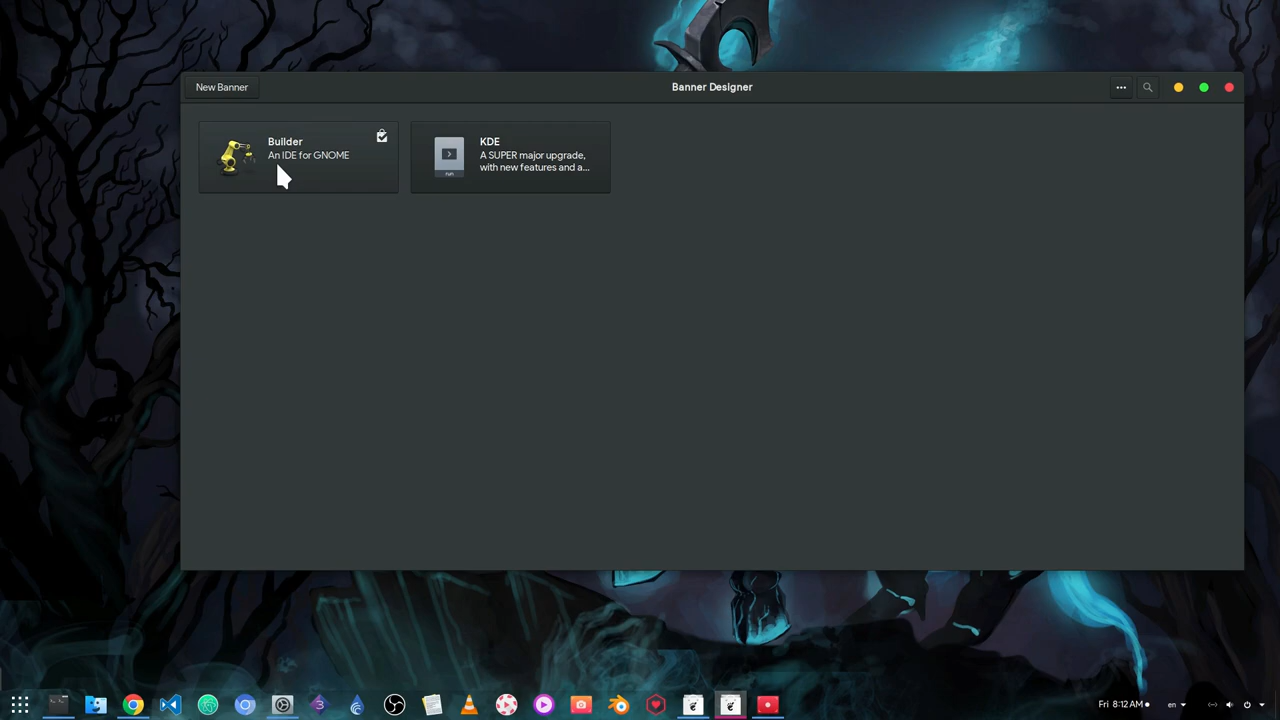 New Banner
Banner Designer
Builder
An IDE for GNOME
KDE
A SUPER major upgrade,
with new features and a...
Fri 8:12 AM
en